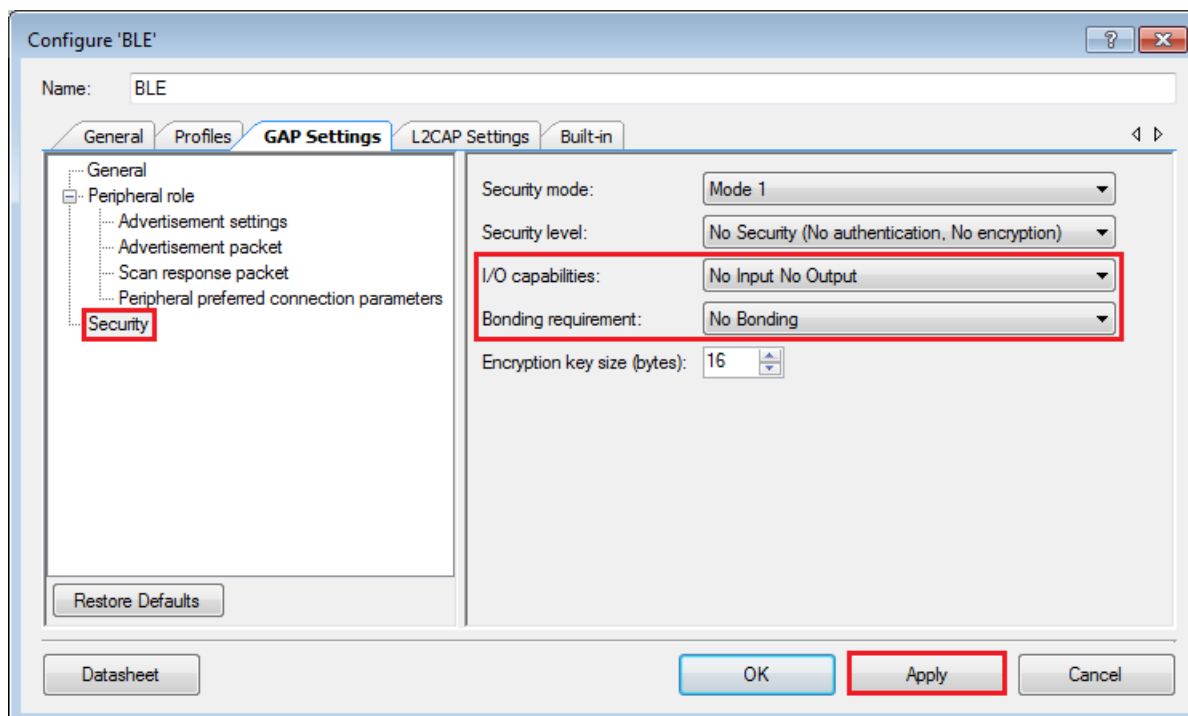 Configure 'BLE'
Name: BLE
General Profiles GAP Settings L2CAP Settings Built-in
General
Peripheral role
Advertisement settings
Advertisement packet
Scan response packet
Peripheral preferred connection parameters
Security
Security mode: Mode 1
Security level: No Security (No authentication, No encryption)
I/O capabilities: No Input No Output
Bonding requirement: No Bonding
Encryption key size (bytes): 16
Restore Defaults
Datasheet OK Apply Cancel